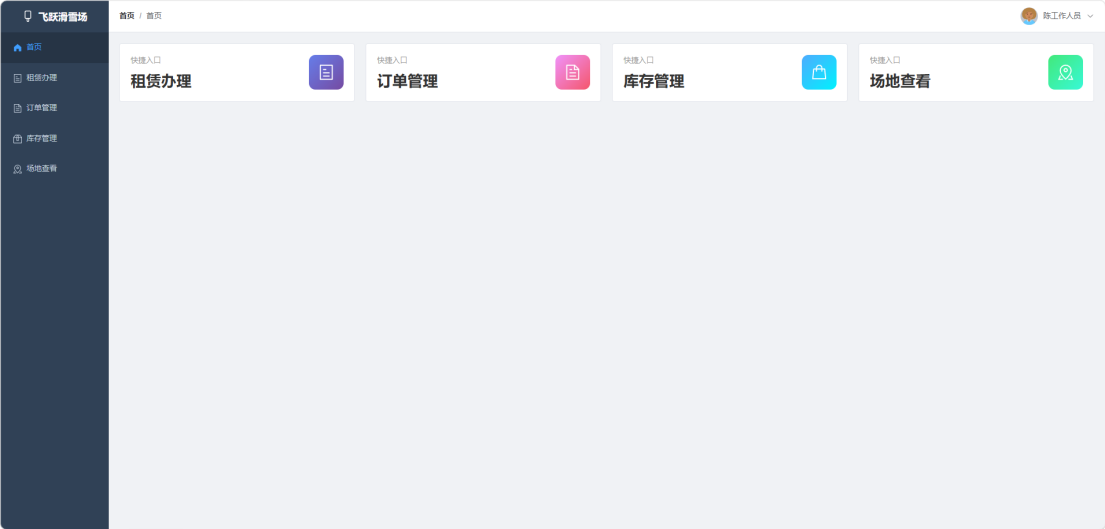 飞跃滑雪场
首页
租赁办理
订单管理
库存管理
场地查看
首页 / 首页
陈工作人员
快捷入口
租赁办理
快捷入口
订单管理
快捷入口
库存管理
快捷入口
场地查看